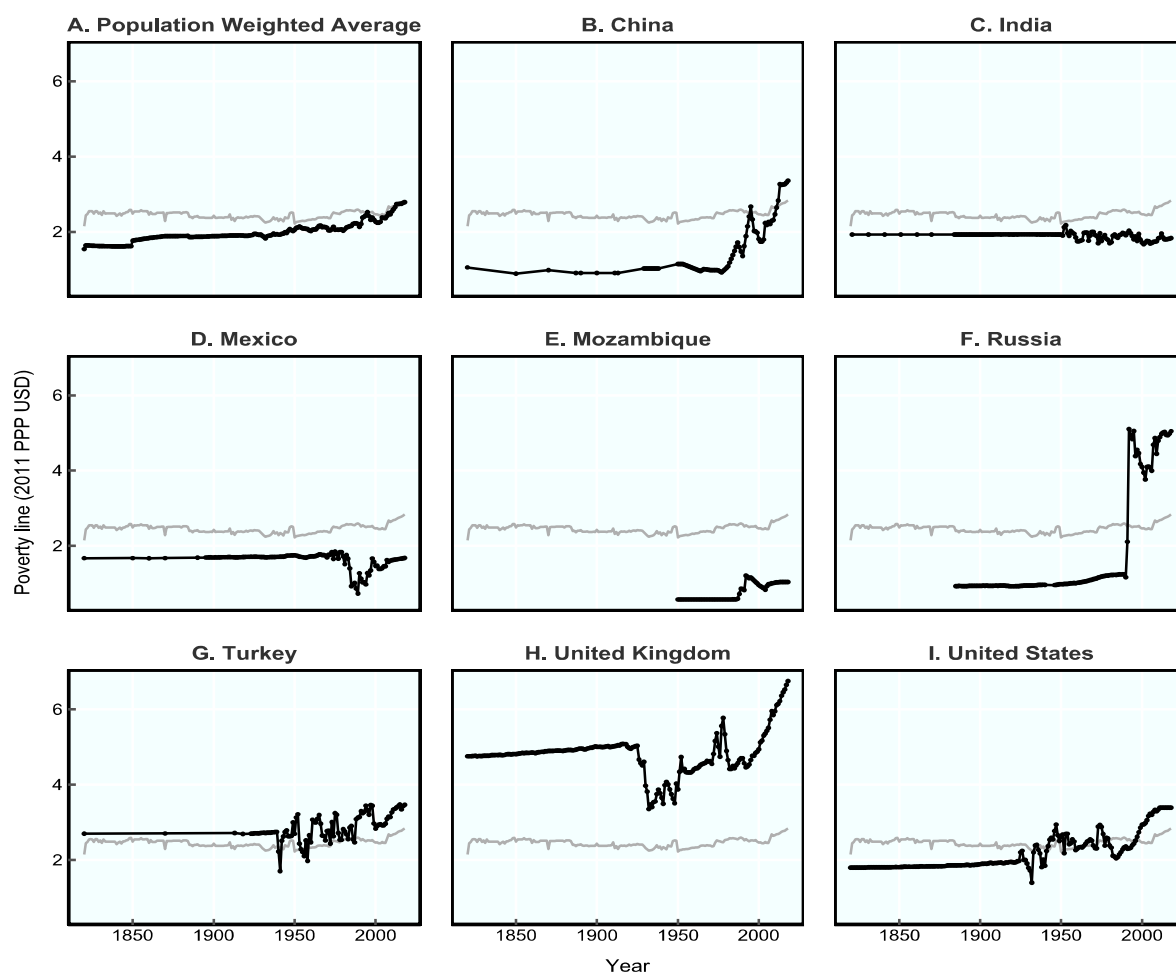 A. Population Weighted Average
B. China
C. India
6
4
2
D. Mexico
E. Mozambique
F. Russia
6
4
2
Poverty line (2011 PPP USD)
G. Turkey
H. United Kingdom
I. United States
6
4
2
1850 1900 1950 2000
1850 1900 1950 2000
1850 1900 1950 2000
Year